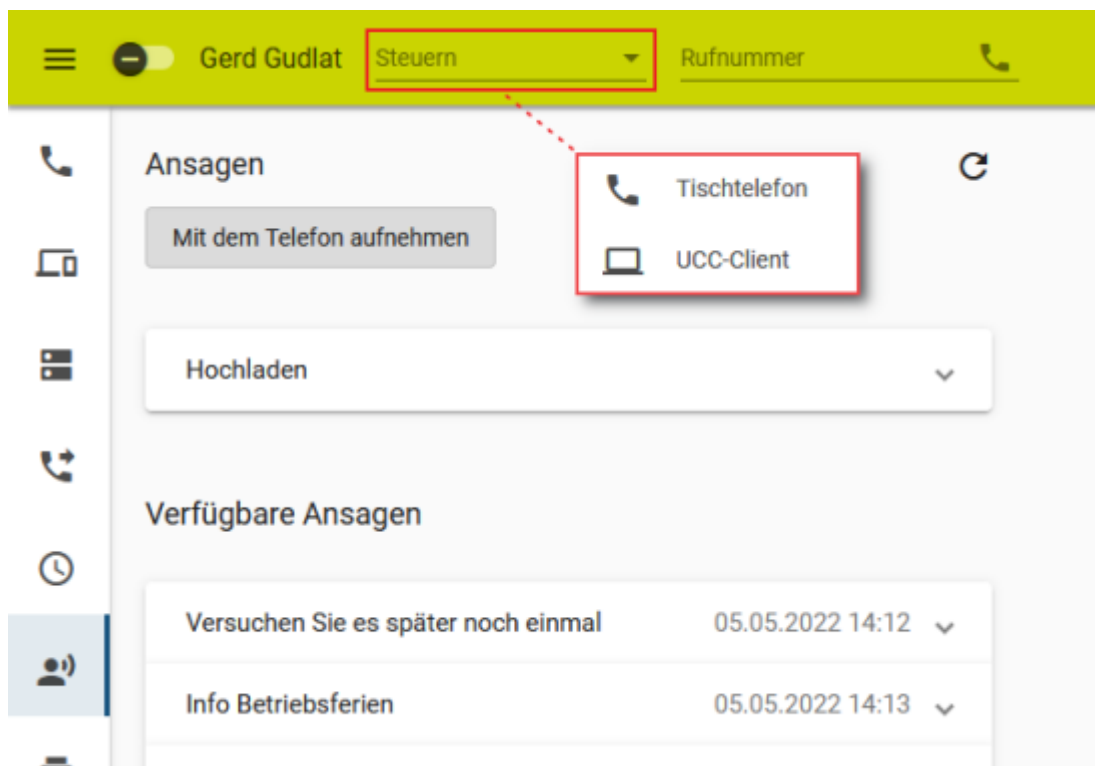 Gerd Gudlat Steuern Rufnummer
Ansagen
Tischtelefon
Mit dem Telefon aufnehmen
UCC-Client
Hochladen
Verfügbare Ansagen
Versuchen Sie es später noch einmal 05.05.2022 14:12
Info Betriebsferien 05.05.2022 14:13